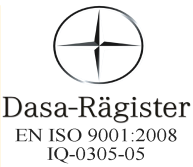 Dasa-Rägister
EN ISO 9001:2008
IQ-0305-05